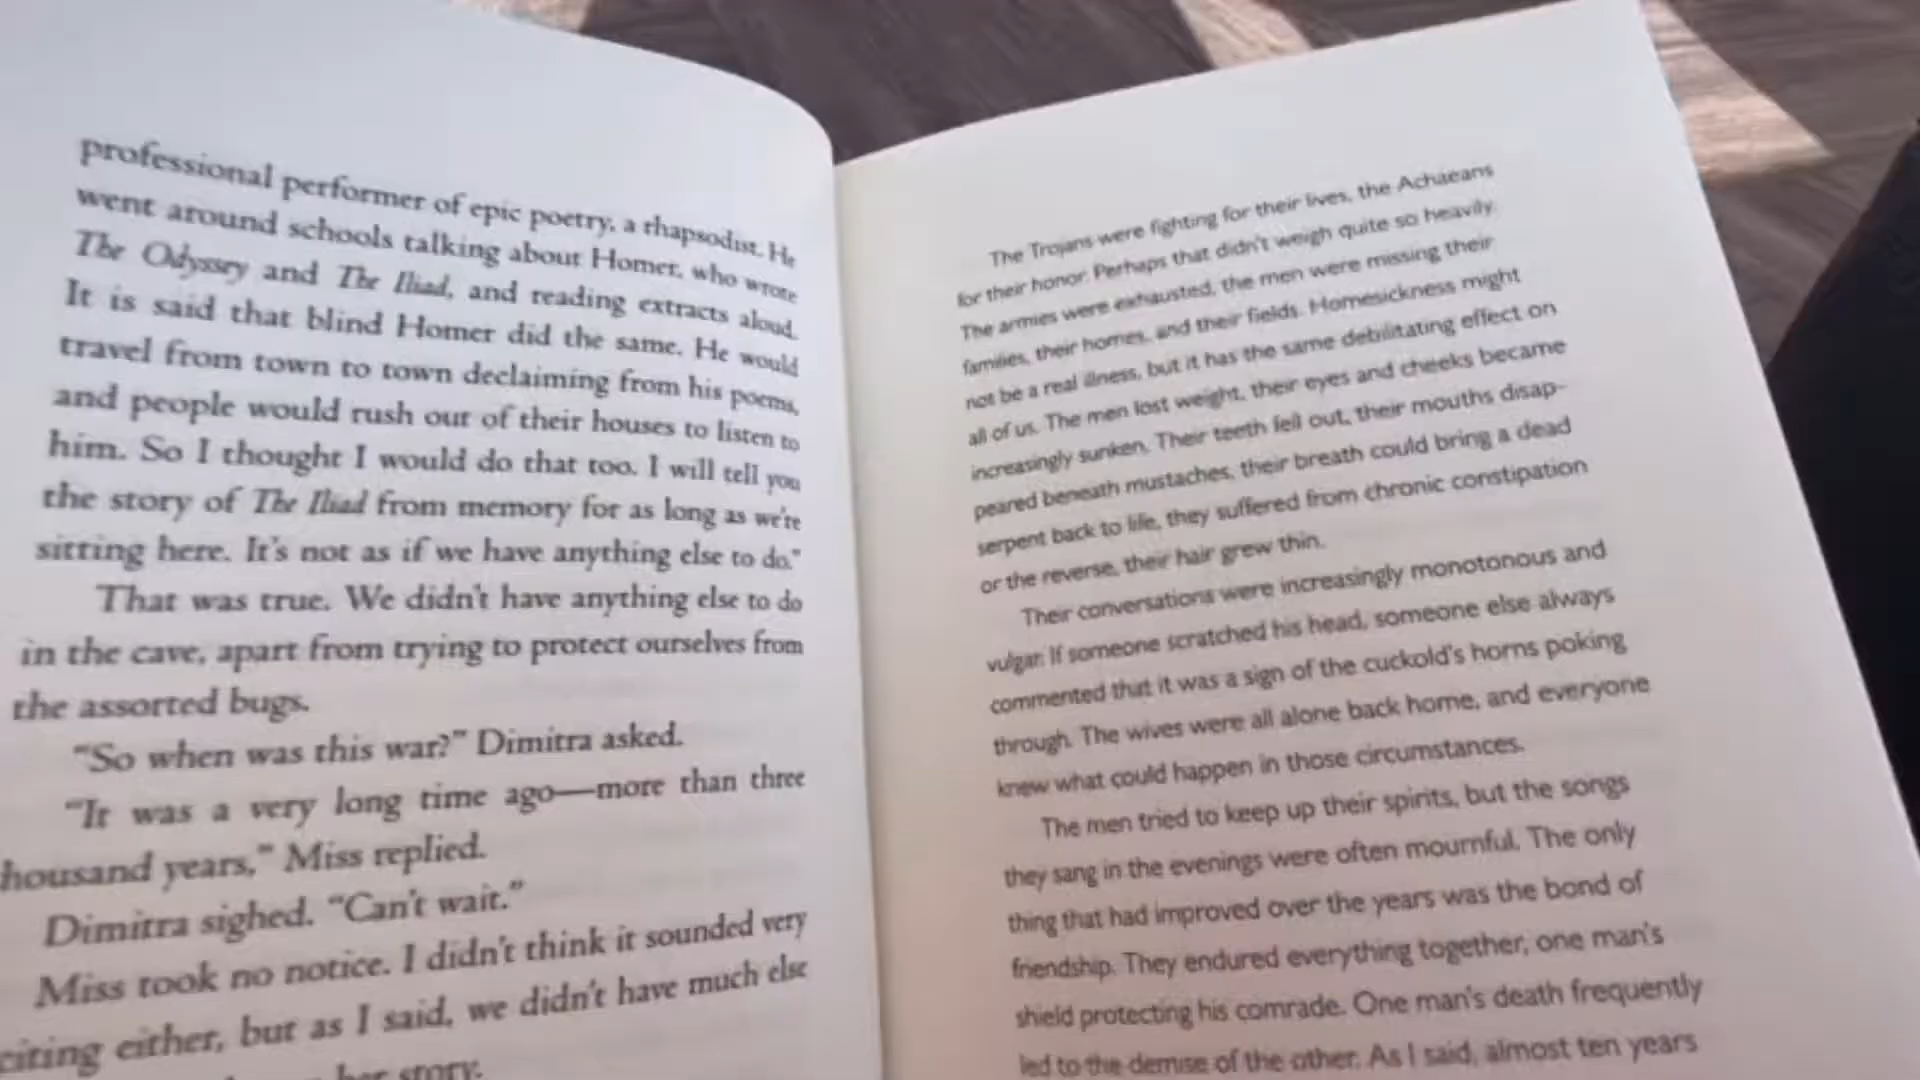 professional performer of epic poetry, a rhapsodist. He
went around schools talking about Homer, who wrote
The Odyssey and The Iliad, and reading extracts aloud.
It is said that blind Homer did the same. He would
travel from town to town declaiming from his poems,
and people would rush out of their houses to listen to
him. So I thought I would do that too. I will tell you
the story of The Iliad from memory for as long as we're
sitting here. It's not as if we have anything else to do."
That was true. We didn't have anything else to do
in the cave, apart from trying to protect ourselves from
the assorted bugs.
"So when was this war?" Dimitra asked.
"It was a very long time ago—more than three
housand years," Miss replied.
Dimitra sighed. "Can't wait."
Miss took no notice. I didn't think it sounded very
citing either, but as I said, we didn't have much else
her story.
The Trojans were fighting for their lives, the Achaeans
for their honor. Perhaps that didn't weigh quite so heavily.
The armies were exhausted, the men were missing their
families, their homes, and their fields. Homesickness might
not be a real illness, but it has the same debilitating effect on
all of us. The men lost weight, their eyes and cheeks became
increasingly sunken. Their teeth fell out, their mouths disap-
peared beneath mustaches, their breath could bring a dead
serpent back to life, they suffered from chronic constipation
or the reverse, their hair grew thin.
Their conversations were increasingly monotonous and
vulgar. If someone scratched his head, someone else always
commented that it was a sign of the cuckold's horns poking
through. The wives were all alone back home, and everyone
knew what could happen in those circumstances.
The men tried to keep up their spirits, but the songs
they sang in the evenings were often mournful. The only
thing that had improved over the years was the bond of
friendship. They endured everything together, one man's
shield protecting his comrade. One man's death frequently
led to the demise of the other. As I said, almost ten years